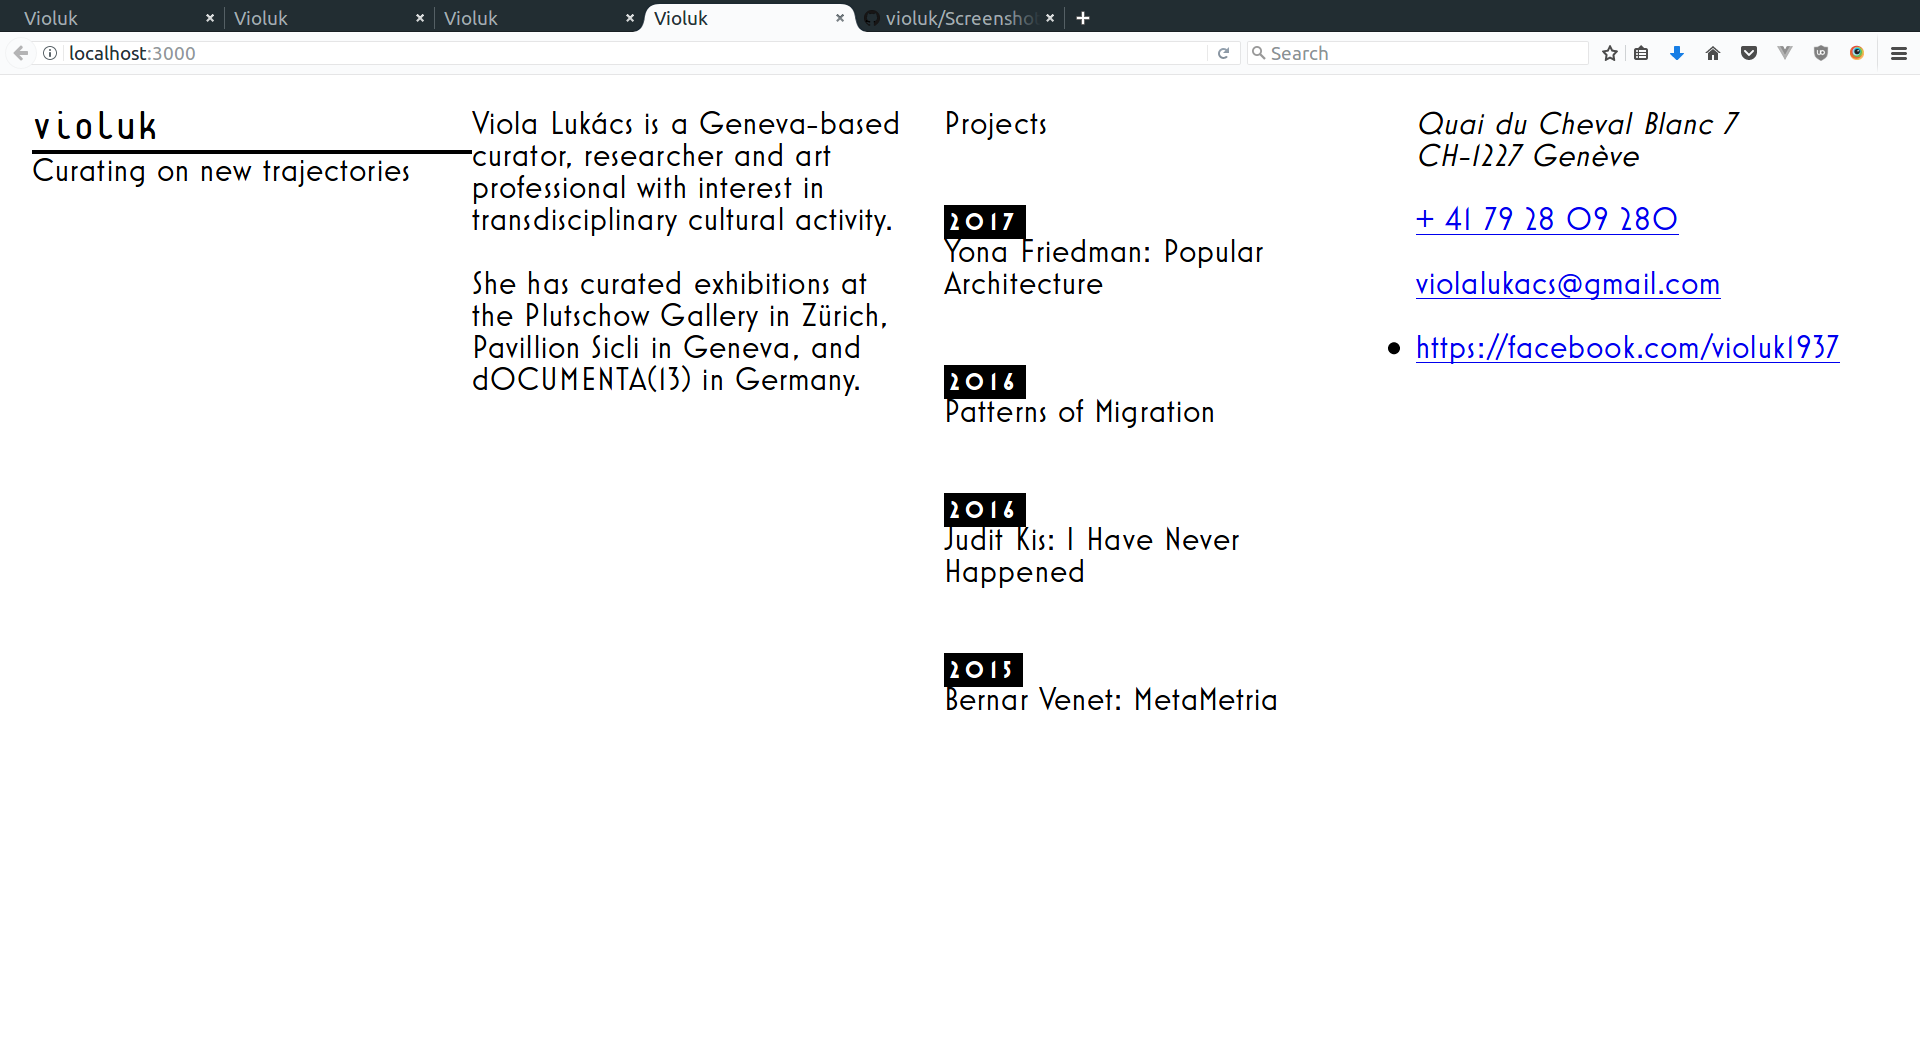 Violuk
Violuk
Violuk
Violuk
violuk/Screensho
localhost:3000
Search
violuk
Curating on new trajectories
Viola Lukács is a Geneva-based
curator, researcher and art
professional with interest in
transdisciplinary cultural activity.
She has curated exhibitions at
the Plutschow Gallery in Zürich,
Pavillion Sicli in Geneva, and
dOCUMENTA(13) in Germany.
Projects
2017
Yona Friedman: Popular
Architecture
2016
Patterns of Migration
2016
Judit Kis: I Have Never
Happened
2015
Bernar Venet: MetaMetria
Quai du Cheval Blanc 7
CH-1227 Genève
+ 41 79 28 09 280
violalukacs@gmail.com
https://facebook.com/violuk1937